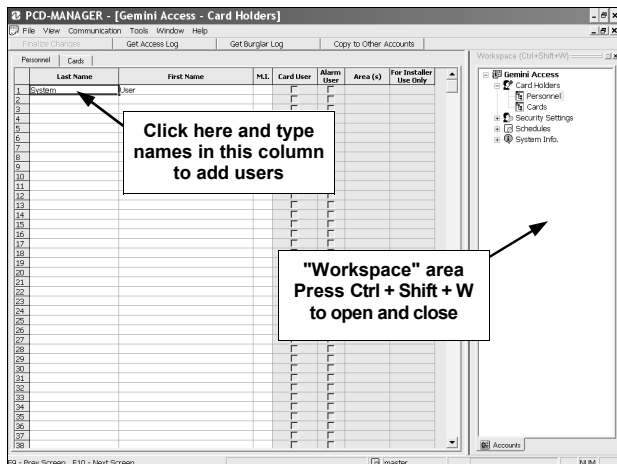 PCD-MANAGER - [Gemini Access - Card Holders]
File View Communication Tools Window Help
Finalize Changes Get Access Log Get Burglar Log Copy to Other Accounts
Personnel Cards
Last Name First Name M.I. Card User Alarm User Area (s) For Installer Use Only
1 System User
2
3
4
5
6
7
8
9
10
11
12
13
14
15
16
17
18
19
20
21
22
23
24
25
26
27
28
29
30
31
32
33
34
35
36
37
38
Click here and type
names in this column
to add users
Workspace (Ctrl+Shift+W)
Gemini Access
Card Holders
Personnel
Cards
Security Settings
Schedules
System Info.
"Workspace" area
Press Ctrl + Shift + W
to open and close
Accounts
F9 - Prev Screen F10 - Next Screen master NUM